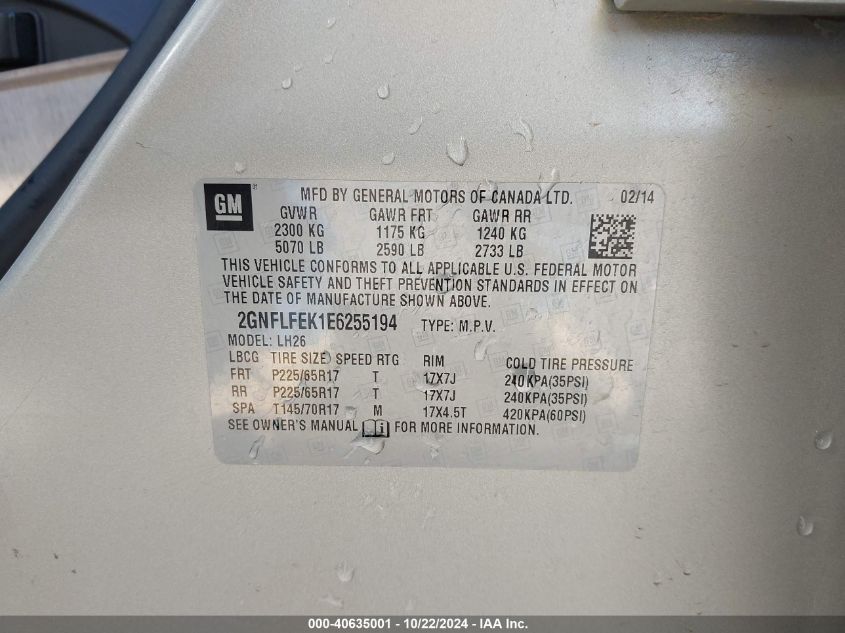 GM MFD BY GENERAL MOTORS OF CANADA LTD. 02/14
GVWR GAWR FRT GAWR RR
2300 KG 1175 KG 1240 KG
5070 LB 2590 LB 2733 LB
THIS VEHICLE CONFORMS TO ALL APPLICABLE U.S. FEDERAL MOTOR
VEHICLE SAFETY AND THEFT PREVENTION STANDARDS IN EFFECT ON
THE DATE OF MANUFACTURE SHOWN ABOVE.
2GNFLFEK1E6255194 TYPE: M.P.V.
MODEL: LH26
LBCG TIRE SIZE SPEED RTG RIM COLD TIRE PRESSURE
FRT P225/65R17 T 17X7J 240KPA(35PSI)
RR P225/65R17 T 17X7J 240KPA(35PSI)
SPA T145/70R17 M 17X4.5T 420KPA(60PSI)
SEE OWNER'S MANUAL FOR MORE INFORMATION.
000-40635001 - 10/22/2024 - IAA Inc.